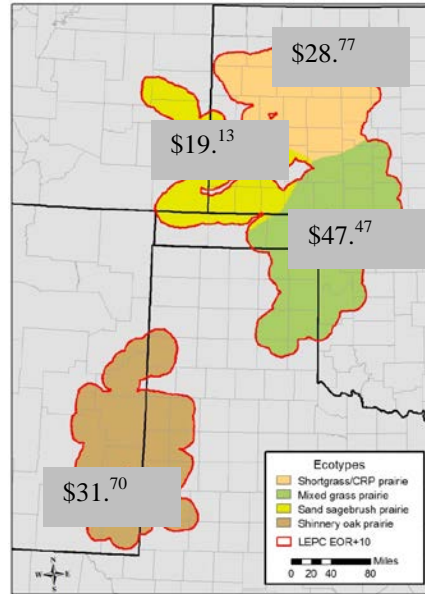 $28.77
$19.13
$47.47
$31.70
Ecotypes
Shortgrass/CRP prairie
Mixed grass prairie
Sand sagebrush prairie
Shinnery oak prairie
LEPC EOR+10
Miles
0 20 40 80
N
W E
S